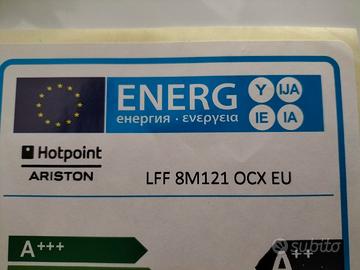 ENERG
Y
IJA
енергия · ενεργεια
IE
IA
Hotpoint
ARISTON
LFF 8M121 OCX EU
A+++
A++
subito